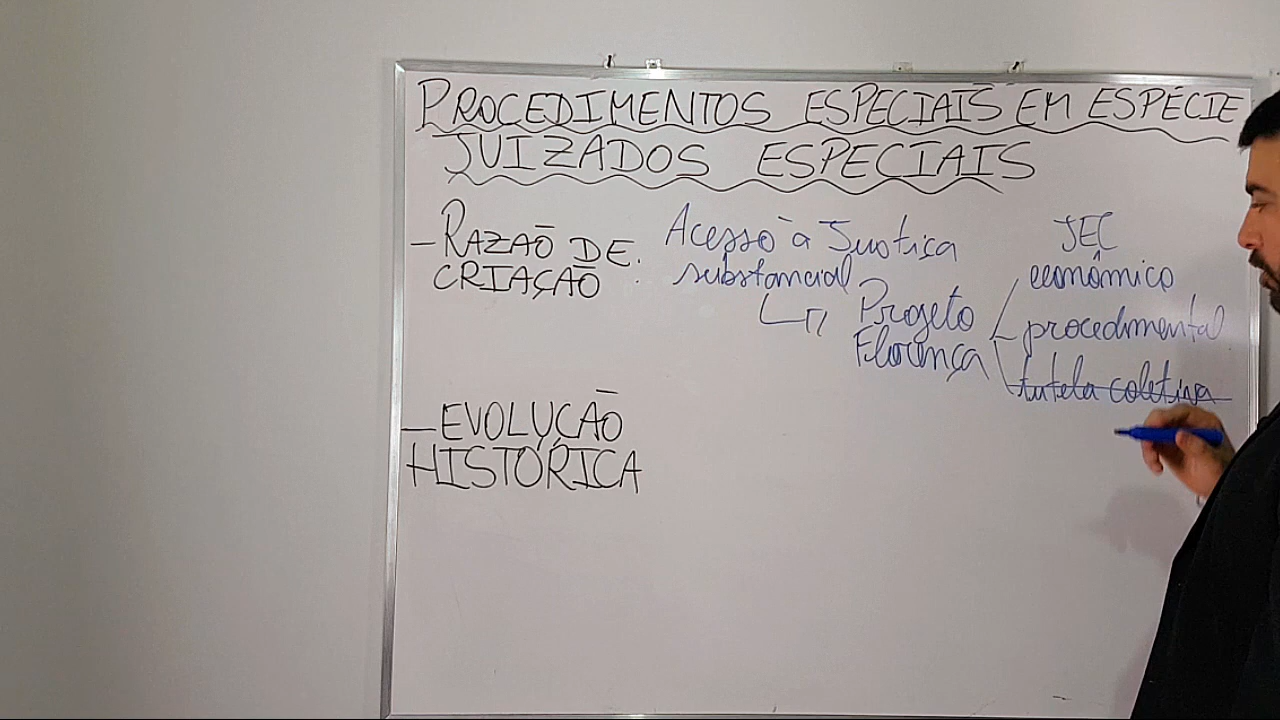 PROCEDIMENTOS ESPECIAIS EM ESPÉCIE
JUIZADOS ESPECIAIS
- RAZÃO DE CRIAÇÃO:
Acesso à Justiça
substancial
Projeto
Florença
JEC
econômico
procedimental
tutela coletiva
- EVOLUÇÃO
HISTÓRICA